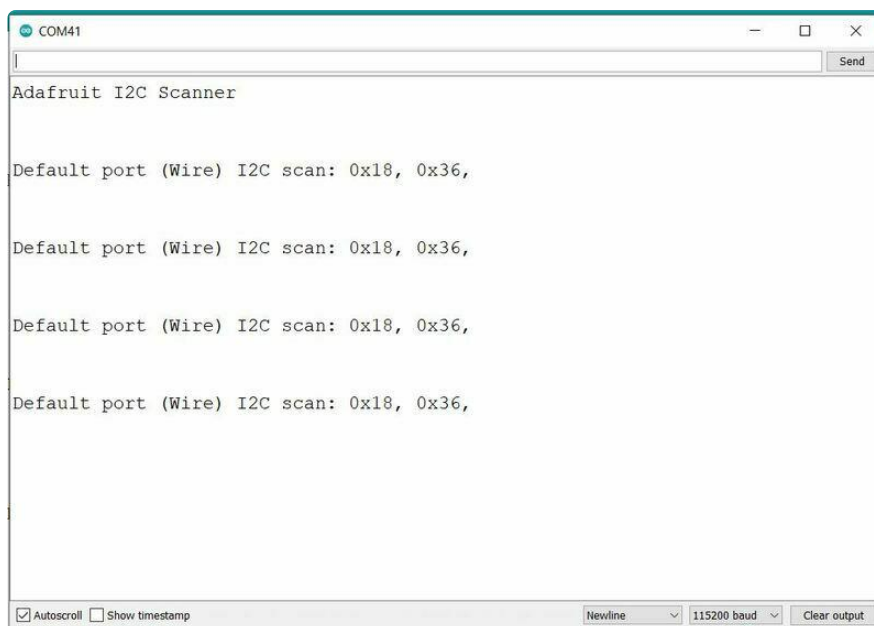 COM41
Send
Adafruit I2C Scanner
Default port (Wire) I2C scan: 0x18, 0x36,
Default port (Wire) I2C scan: 0x18, 0x36,
Default port (Wire) I2C scan: 0x18, 0x36,
Default port (Wire) I2C scan: 0x18, 0x36,
Autoscroll Show timestamp Newline 115200 baud Clear output